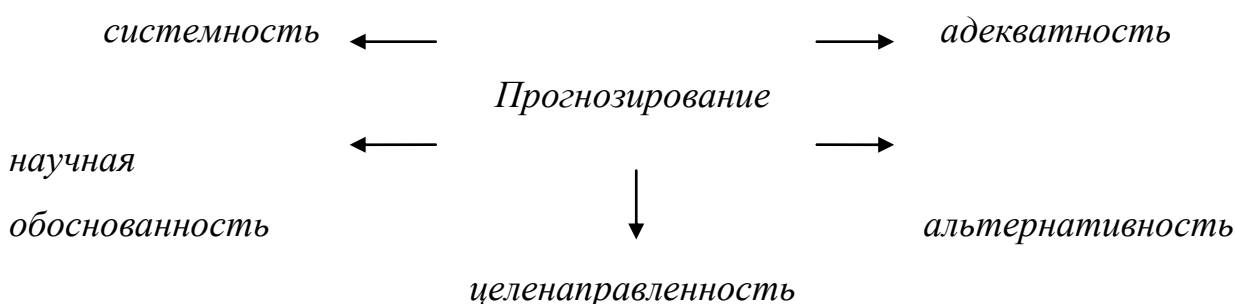 системность
адекватность
Прогнозирование
научная
обоснованность
альтернативность
целенаправленность